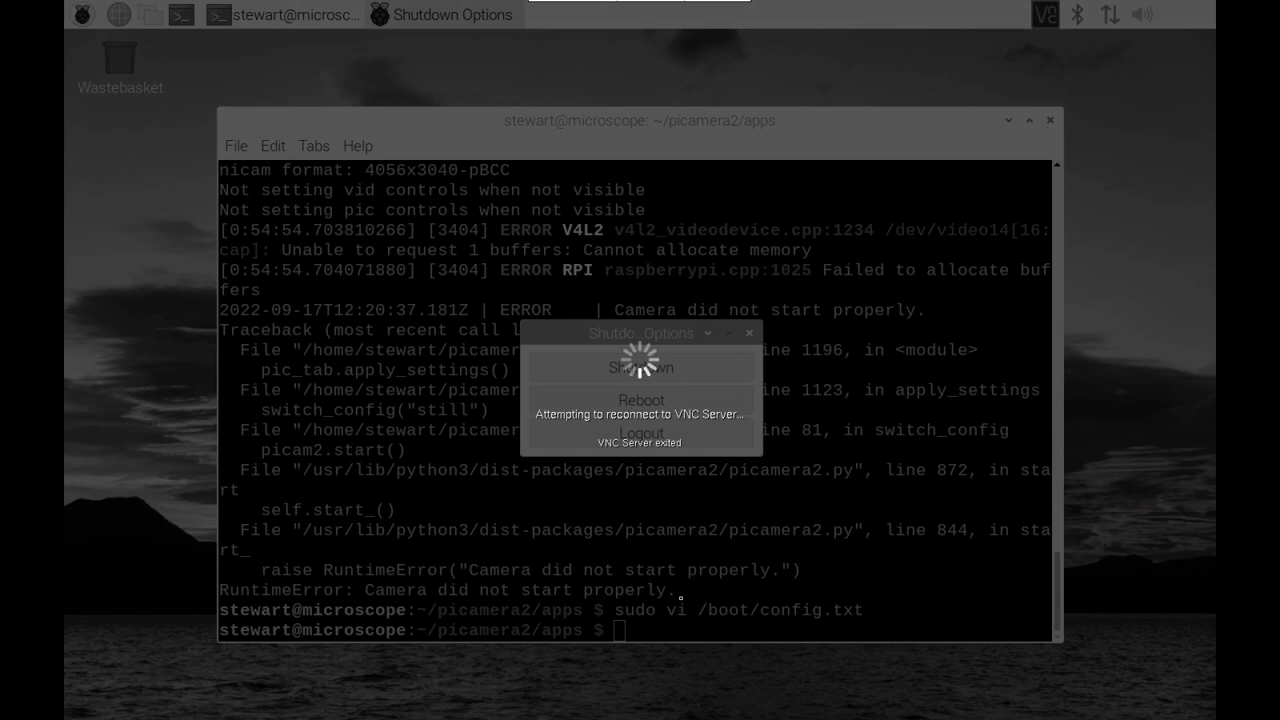 stewart@microsc...
Shutdown Options
V2
Wastebasket
stewart@microscope: ~/picamera2/apps
File Edit Tabs Help
nicam format: 4056x3040-pBCC
Not setting vid controls when not visible
Not setting pic controls when not visible
[0:54:54.703810266] [3404] ERROR V4L2 v4l2_videodevice.cpp:1234 /dev/video14[16:
cap]: Unable to request 1 buffers: Cannot allocate memory
[0:54:54.704071880] [3404] ERROR RPI raspberrypi.cpp:1025 Failed to allocate buf
fers
2022-09-17T12:20:37.181Z | ERROR | Camera did not start properly.
Traceback (most recent call l
Shutdo Options
File "/home/stewart/picamer ine 1196, in <module>
pic_tab.apply_settings()
Shutdown
File "/home/stewart/picamer ine 1123, in apply_settings
Reboot
switch_config("still")
Attempting to reconnect to VNC Server...
File "/home/stewart/picamer ine 81, in switch_config
Logout
VNC Server exited
picam2.start()
File "/usr/lib/python3/dist-packages/picamera2/picamera2.py", line 872, in sta
rt
self.start_()
File "/usr/lib/python3/dist-packages/picamera2/picamera2.py", line 844, in sta
rt_
raise RuntimeError("Camera did not start properly.")
RuntimeError: Camera did not start properly.
stewart@microscope:~/picamera2/apps $ sudo vi /boot/config.txt
stewart@microscope:~/picamera2/apps $